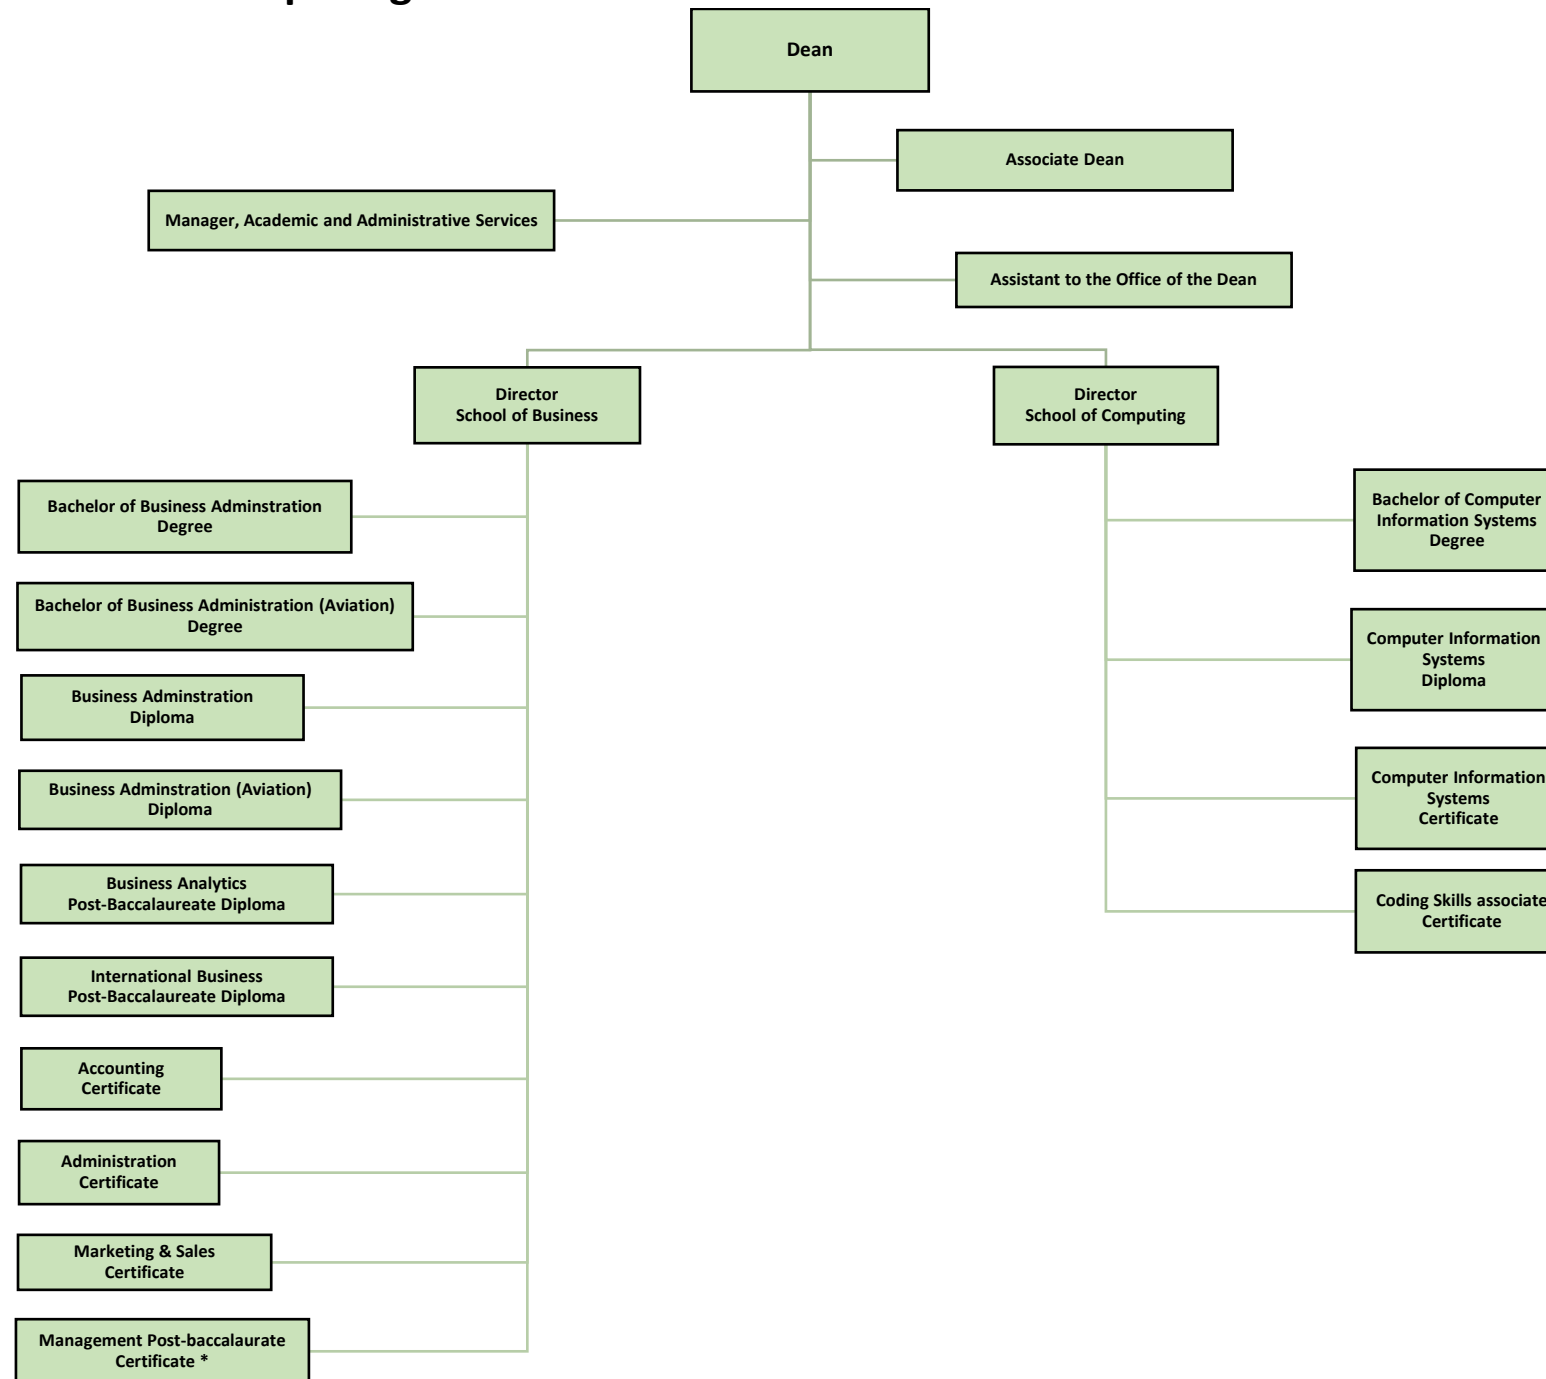 Dean
Associate Dean
Manager, Academic and Administrative Services
Assistant to the Office of the Dean
Director
School of Business
Director
School of Computing
Bachelor of Business Adminstration
Degree
Bachelor of Business Administration (Aviation)
Degree
Business Adminstration
Diploma
Business Adminstration (Aviation)
Diploma
Business Analytics
Post-Baccalaureate Diploma
International Business
Post-Baccalaureate Diploma
Accounting
Certificate
Administration
Certificate
Marketing & Sales
Certificate
Management Post-baccalaurate
Certificate *
Bachelor of Computer
Information Systems
Degree
Computer Information
Systems
Diploma
Computer Information
Systems
Certificate
Coding Skills associate
Certificate